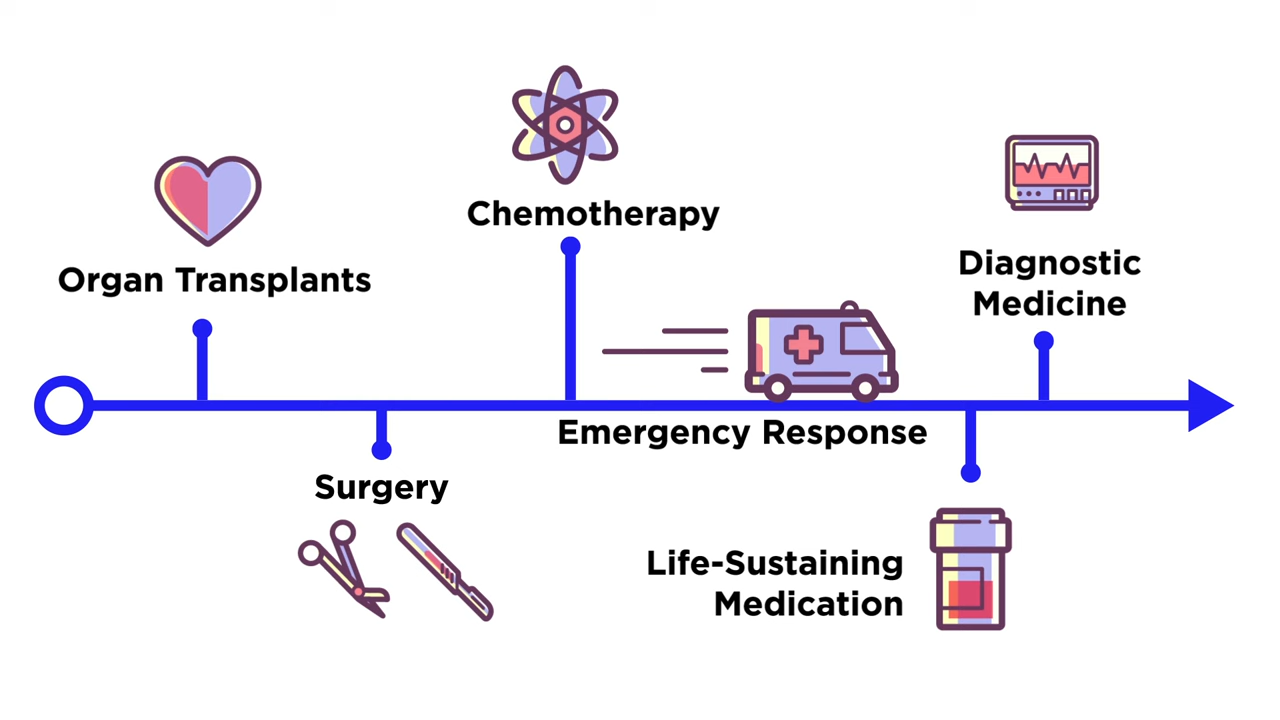 Chemotherapy
Organ Transplants
Diagnostic
Medicine
Emergency Response
Surgery
Life-Sustaining
Medication